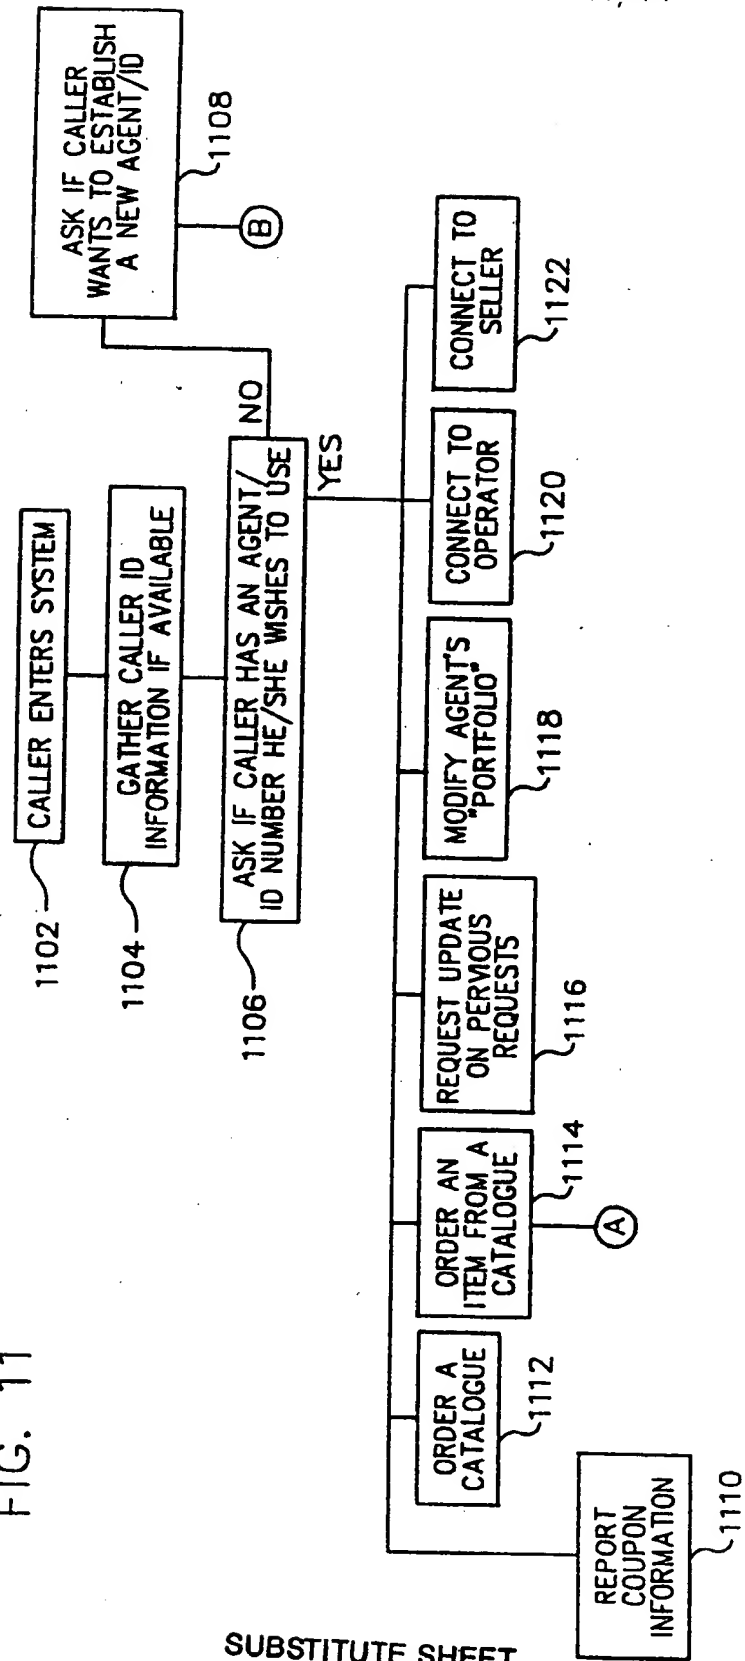 FIG. 11
CALLER ENTERS SYSTEM
1102
GATHER CALLER ID
INFORMATION IF AVAILABLE
1104
ASK IF CALLER HAS AN AGENT/
ID NUMBER HE/SHE WISHES TO USE
1106
NO
YES
ASK IF CALLER
WANTS TO ESTABLISH
A NEW AGENT/ID
1108
B
REPORT
COUPON
INFORMATION
1110
ORDER A
CATALOGUE
1112
ORDER AN
ITEM FROM A
CATALOGUE
1114
A
REQUEST UPDATE
ON PERVIOUS
REQUESTS
1116
MODIFY AGENT'S
"PORTFOLIO"
1118
CONNECT TO
OPERATOR
1120
CONNECT TO
SELLER
1122
SUBSTITUTE SHEET